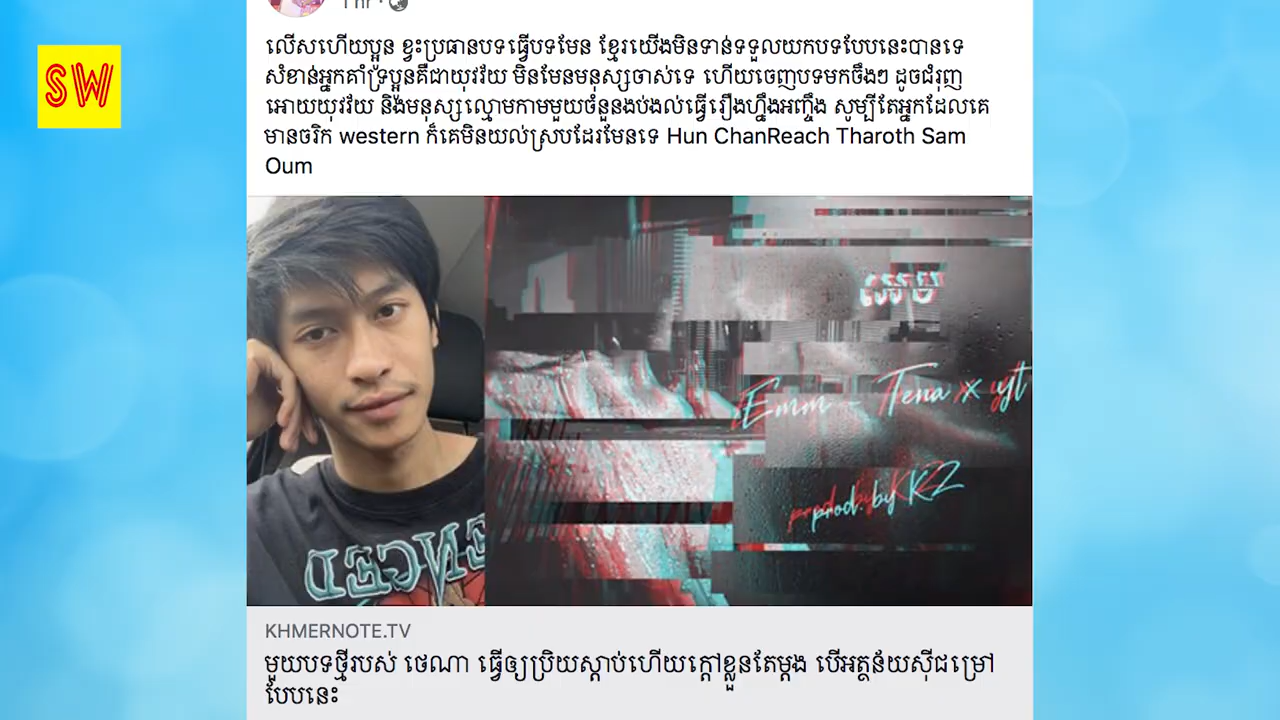 1 hr
SW
លើសហើយប្អូន ខ្វះប្រធានបទធ្វើបទមែន ខ្មែរយើងមិនទាន់ទទួលយកបទបែបនេះបានទេ
សំខាន់អ្នកគាំទ្រប្អូនគឺជាយុវវ័យ មិនមែនមនុស្សចាស់ទេ ហើយចេញបទមកចឹងៗ ដូចជំរុញ
អោយយុវវ័យ និងមនុស្សល្មោមកាមមួយចំនួនងប់ងល់ធ្វើរឿងហ្នឹងអញ្ចឹង សូម្បីតែអ្នកដែលគេ
មានចរិក western ក៏គេមិនយល់ស្របដែរមែនទេ Hun ChanReach Tharoth Sam
Oum
Emm - Tena x yt
prod. by KRZ
KHMERNOTE.TV
មួយបទថ្មីរបស់ ថេណា ធ្វើឲ្យប្រិយស្តាប់ហើយក្តៅខ្លួនតែម្តង បើអត្ថន័យស៊ីជម្រៅ
បែបនេះ